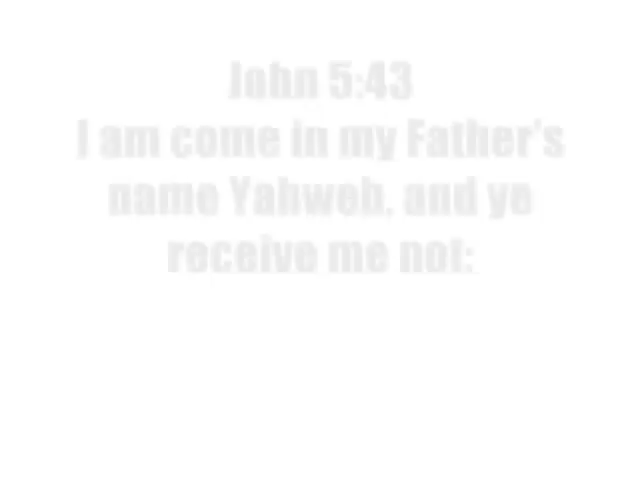 John 5:43
I am come in my Father's
name Yahweh, and ye
receive me not: